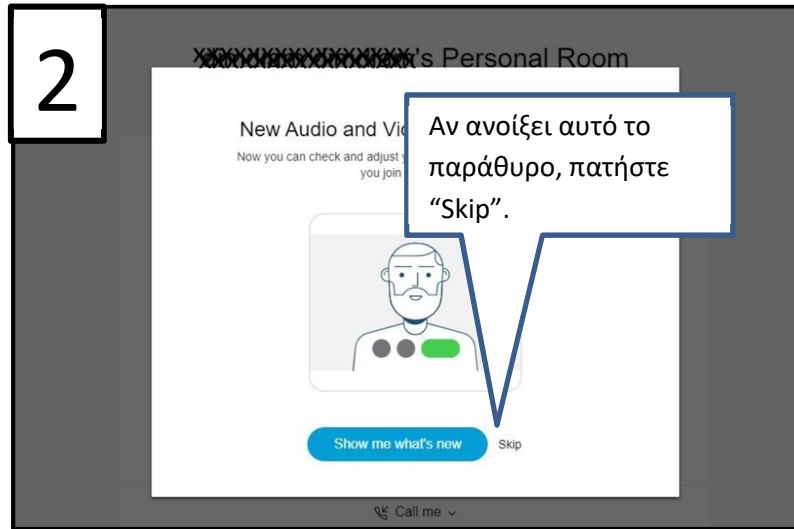 2
's Personal Room
New Audio and
Αν ανοίξει αυτό το
παράθυρο, πατήστε
“Skip”.
Now you can check and adjust
you join
Show me what's new
Skip
Call me